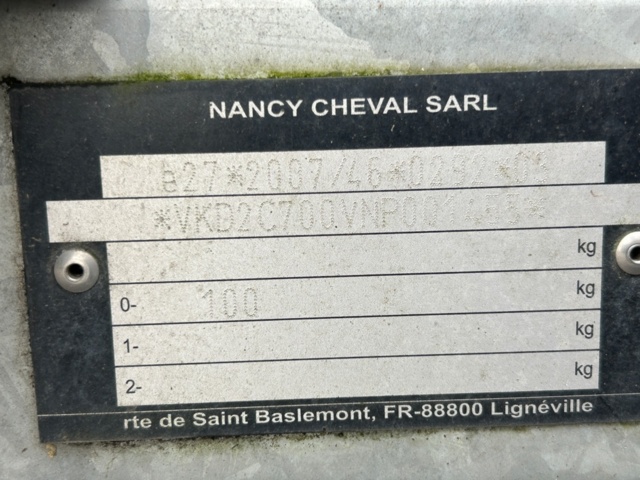 NANCY CHEVAL SARL
e27*2007/46*0292*03
kg
0- 100 kg
1- kg
2- kg
rte de Saint Baslemont, FR-88800 Lignéville